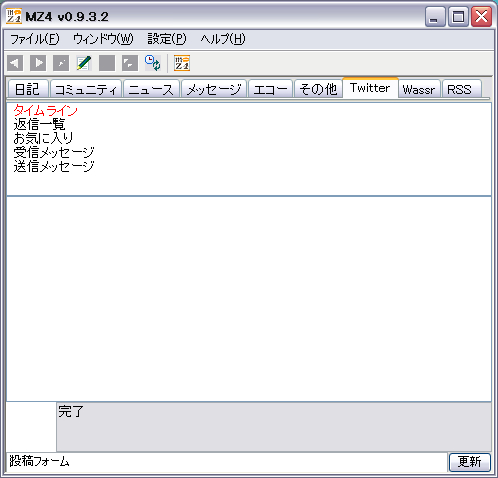 MZ4 v0.9.3.2
ファイル(F) ウィンドウ(W) 設定(P) ヘルプ(H)
日記 コミュニティ ニュース メッセージ エコー その他 Twitter Wassr RSS
タイムライン
返信一覧
お気に入り
受信メッセージ
送信メッセージ
完了
投稿フォーム 更新